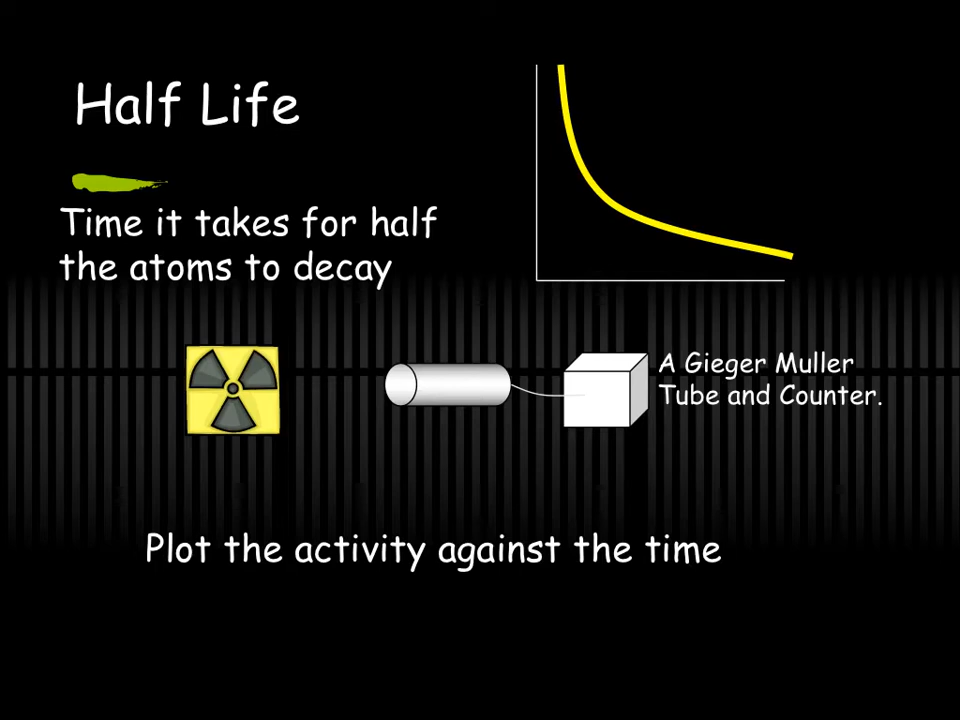 Half Life
Time it takes for half
the atoms to decay
A Gieger Muller
Tube and Counter.
Plot the activity against the time